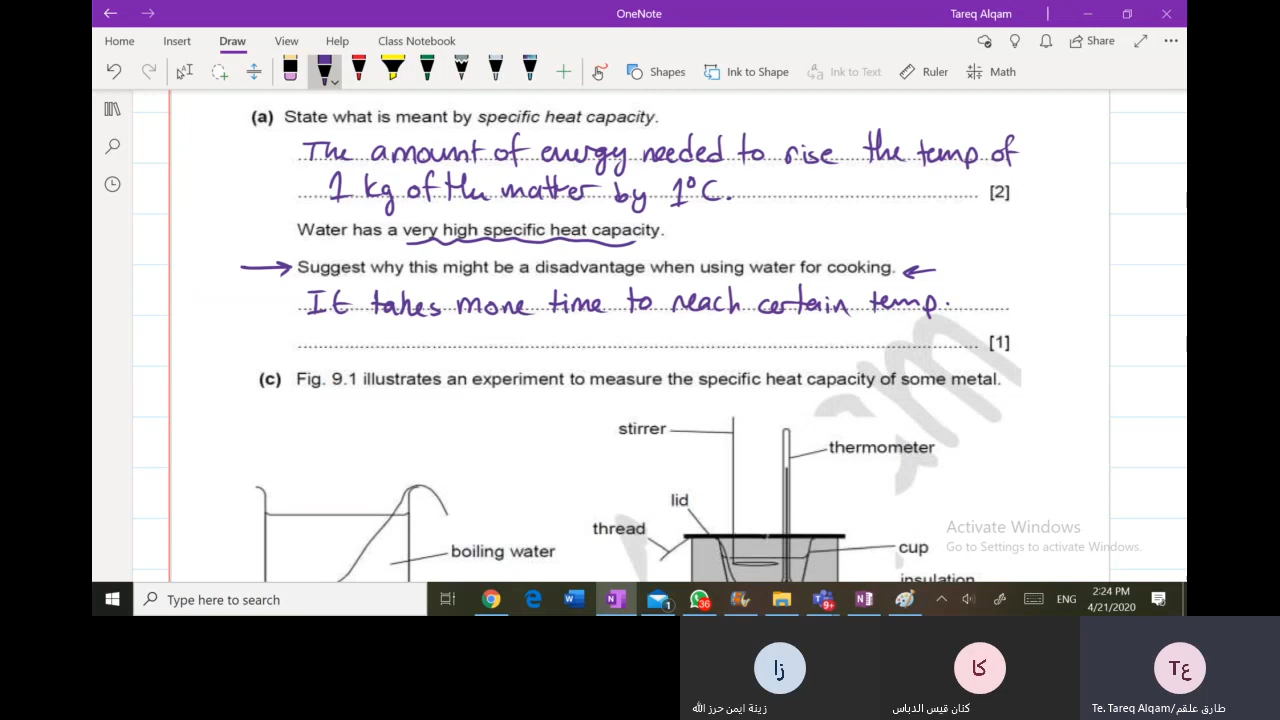 OneNote
Tareq Alqam
Home Insert Draw View Help Class Notebook
Share
Shapes Ink to Shape Ink to Text Ruler Math
(a) State what is meant by specific heat capacity.
The amount of energy needed to rise the temp of
1 kg of the matter by 1°C.
[2]
Water has a very high specific heat capacity.
Suggest why this might be a disadvantage when using water for cooking.
It takes more time to reach certain temp.
[1]
(c) Fig. 9.1 illustrates an experiment to measure the specific heat capacity of some metal.
stirrer
thermometer
lid
thread
boiling water
cup
insulation
Activate Windows
Go to Settings to activate Windows.
Type here to search
1
36
9+
ENG
2:24 PM
4/21/2020
زا
كا
Tع
زينة ايمن حرز الله
كنان قيس الدباس
Te. Tareq Alqam/طارق علقم